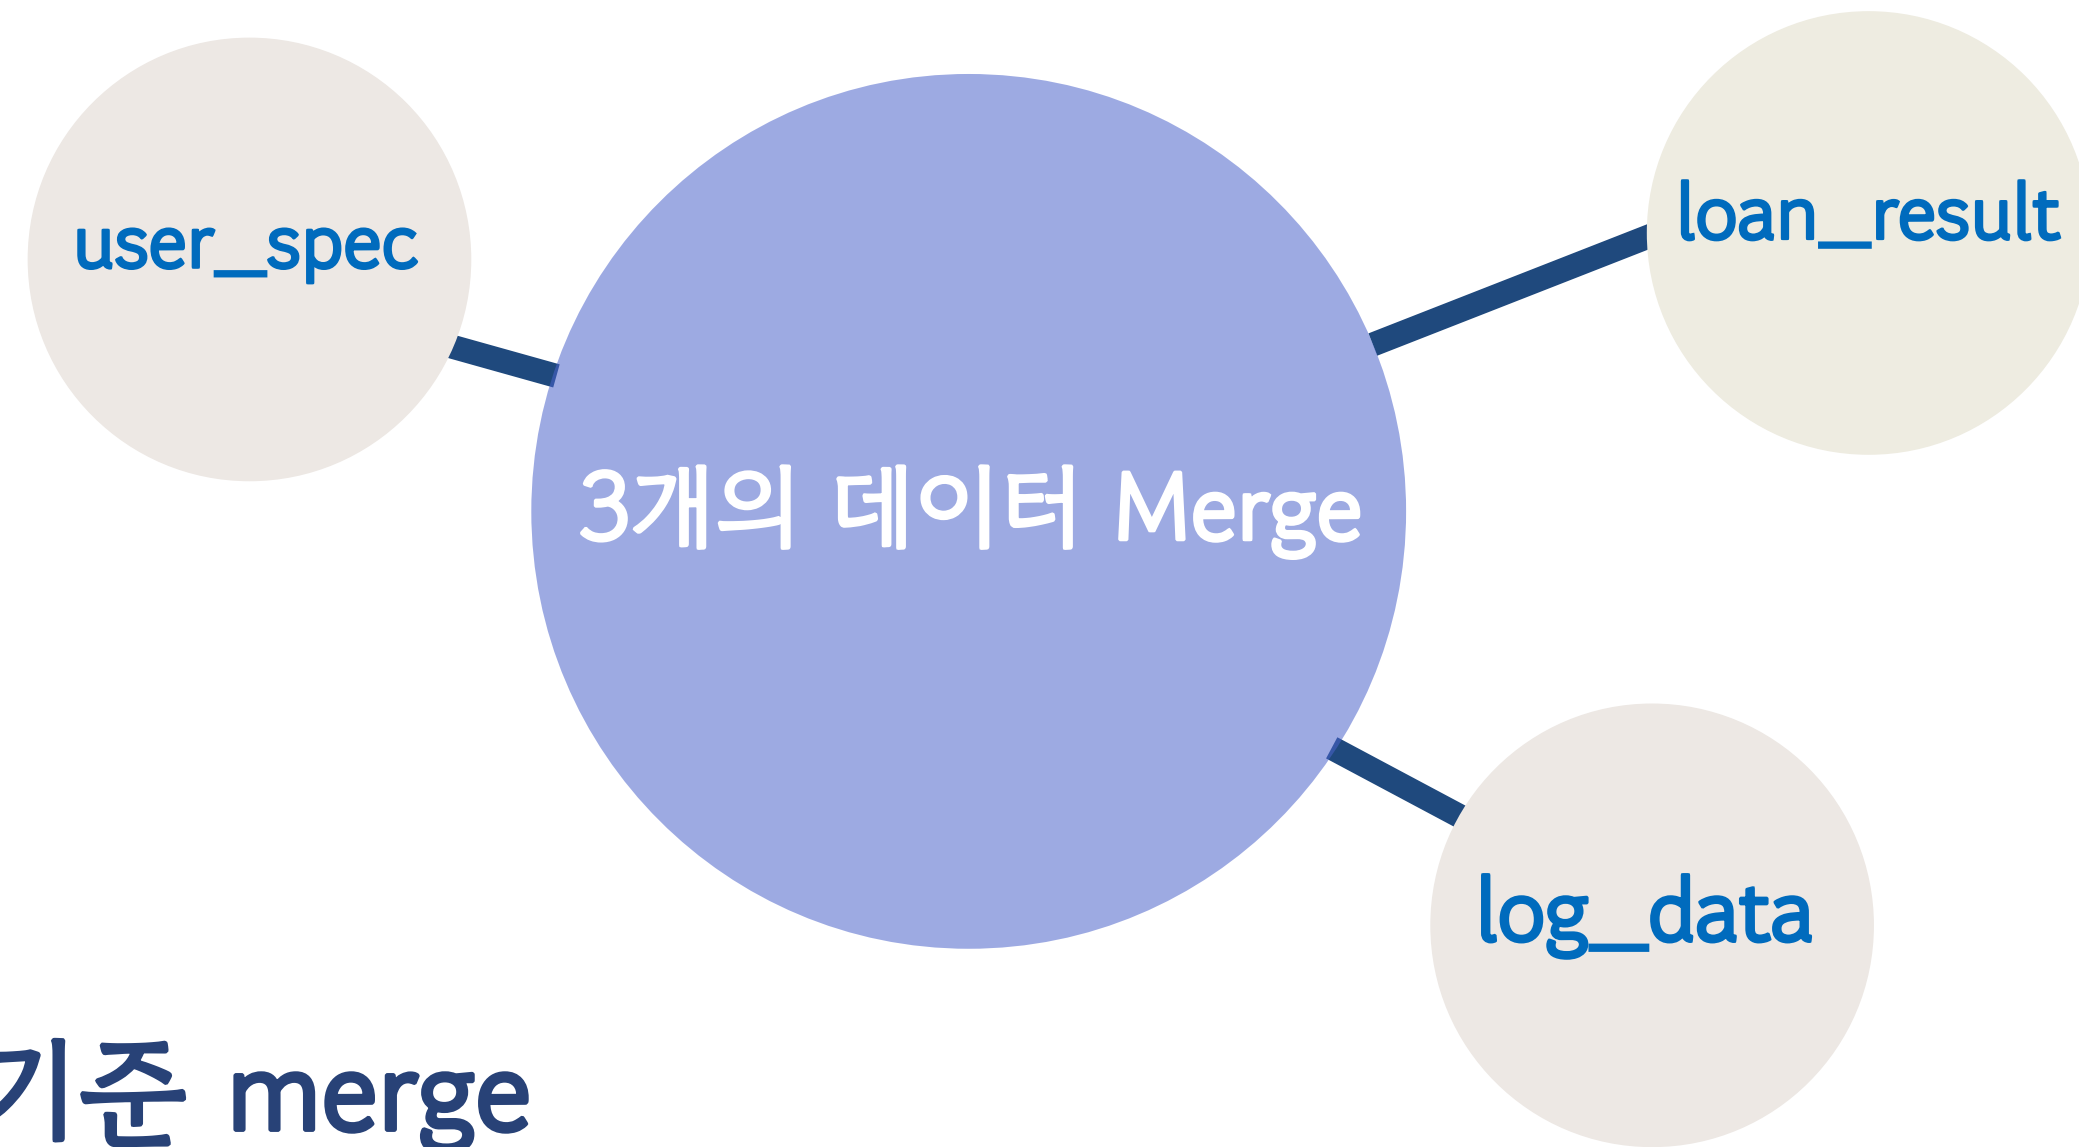 user_spec
loan_result
3개의 데이터 Merge
log_data
기준 merge